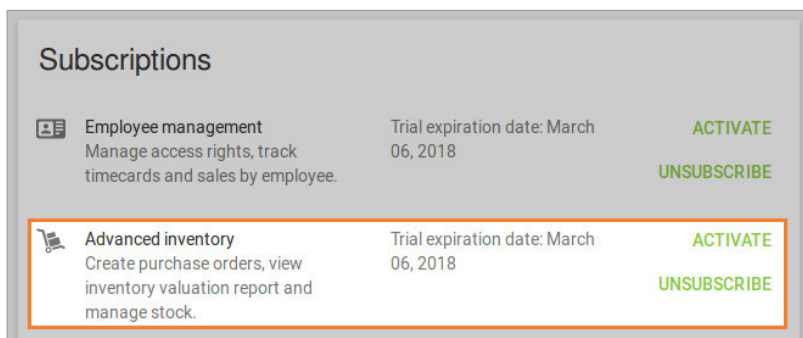 Subscriptions
Employee management
Manage access rights, track
timecards and sales by employee.
Trial expiration date: March
06, 2018
ACTIVATE
UNSUBSCRIBE
Advanced inventory
Create purchase orders, view
inventory valuation report and
manage stock.
Trial expiration date: March
06, 2018
ACTIVATE
UNSUBSCRIBE